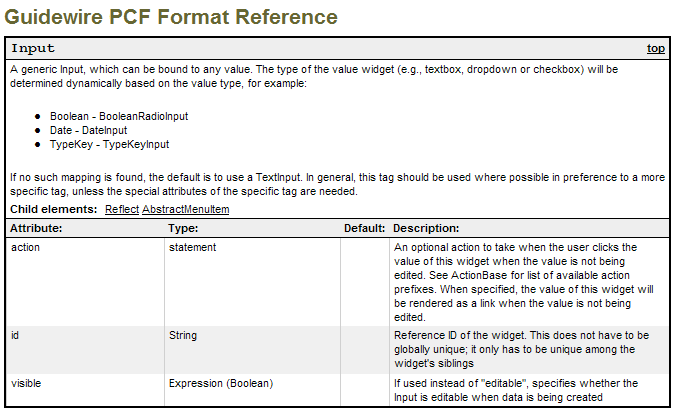 Guidewire PCF Format Reference
Input top
A generic Input, which can be bound to any value. The type of the value widget (e.g., textbox, dropdown or checkbox) will be
determined dynamically based on the value type, for example:
• Boolean - BooleanRadioInput
• Date - DateInput
• TypeKey - TypeKeyInput
If no such mapping is found, the default is to use a TextInput. In general, this tag should be used where possible in preference to a more
specific tag, unless the special attributes of the specific tag are needed.
Child elements: Reflect AbstractMenuItem
Attribute: Type: Default: Description:
action statement An optional action to take when the user clicks the
value of this widget when the value is not being
edited. See ActionBase for list of available action
prefixes. When specified, the value of this widget will
be rendered as a link when the value is not being
edited.
id String Reference ID of the widget. This does not have to be
globally unique; it only has to be unique among the
widget's siblings
visible Expression (Boolean) If used instead of "editable", specifies whether the
Input is editable when data is being created